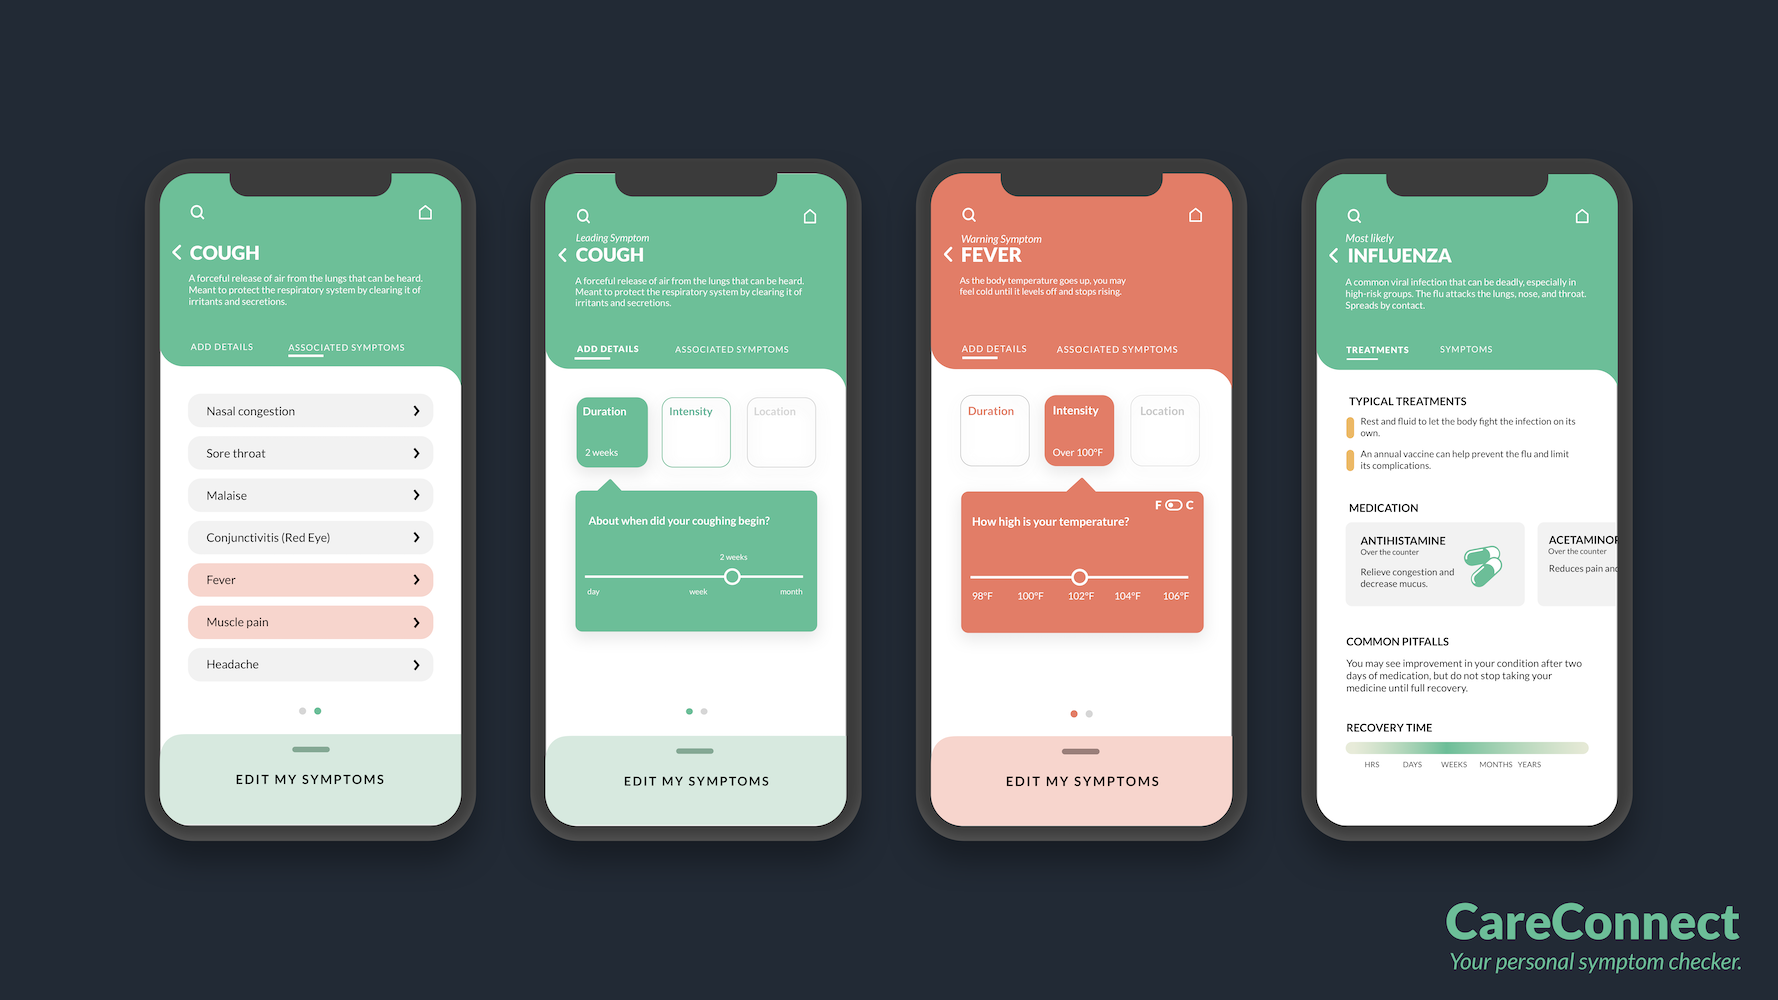 COUGH
A forceful release of air from the lungs that can be heard.
Meant to protect the respiratory system by clearing it of
irritants and secretions.
ADD DETAILS
ASSOCIATED SYMPTOMS
Nasal congestion
Sore throat
Malaise
Conjunctivitis (Red Eye)
Fever
Muscle pain
Headache
EDIT MY SYMPTOMS
Leading Symptom
COUGH
A forceful release of air from the lungs that can be heard.
Meant to protect the respiratory system by clearing it of
irritants and secretions.
ADD DETAILS
ASSOCIATED SYMPTOMS
Duration
2 weeks
Intensity
Location
About when did your coughing begin?
2 weeks
day week month
EDIT MY SYMPTOMS
Warning Symptom
FEVER
As the body temperature goes up, you may
feel cold until it levels off and stops rising.
ADD DETAILS
ASSOCIATED SYMPTOMS
Duration
Intensity
Over 100°F
Location
F C
How high is your temperature?
98°F 100°F 102°F 104°F 106°F
EDIT MY SYMPTOMS
Most likely
INFLUENZA
A common viral infection that can be deadly, especially in
high-risk groups. The flu attacks the lungs, nose, and throat.
Spreads by contact.
TREATMENTS
SYMPTOMS
TYPICAL TREATMENTS
Rest and fluid to let the body fight the infection on its
own.
An annual vaccine can help prevent the flu and limit
its complications.
MEDICATION
ANTIHISTAMINE
Over the counter
Relieve congestion and
decrease mucus.
ACETAMINOP
Over the counter
Reduces pain and
COMMON PITFALLS
You may see improvement in your condition after two
days of medication, but do not stop taking your
medicine until full recovery.
RECOVERY TIME
HRS DAYS WEEKS MONTHS YEARS
CareConnect
Your personal symptom checker.